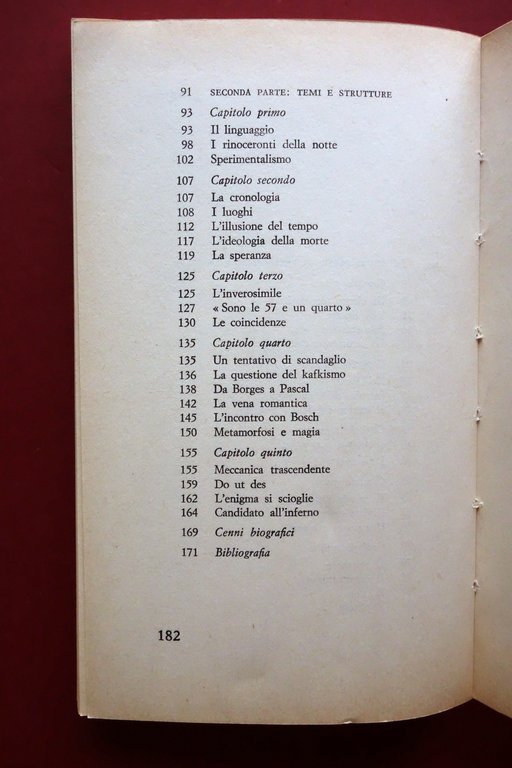 91 SECONDA PARTE: TEMI E STRUTTURE
93 Capitolo primo
93 Il linguaggio
98 I rinoceronti della notte
102 Sperimentalismo
107 Capitolo secondo
107 La cronologia
108 I luoghi
112 L'illusione del tempo
117 L'ideologia della morte
119 La speranza
125 Capitolo terzo
125 L'inverosimile
127 « Sono le 57 e un quarto »
130 Le coincidenze
135 Capitolo quarto
135 Un tentativo di scandaglio
136 La questione del kafkismo
138 Da Borges a Pascal
142 La vena romantica
145 L'incontro con Bosch
150 Metamorfosi e magia
155 Capitolo quinto
155 Meccanica trascendente
159 Do ut des
162 L'enigma si scioglie
164 Candidato all'inferno
169 Cenni biografici
171 Bibliografia
182